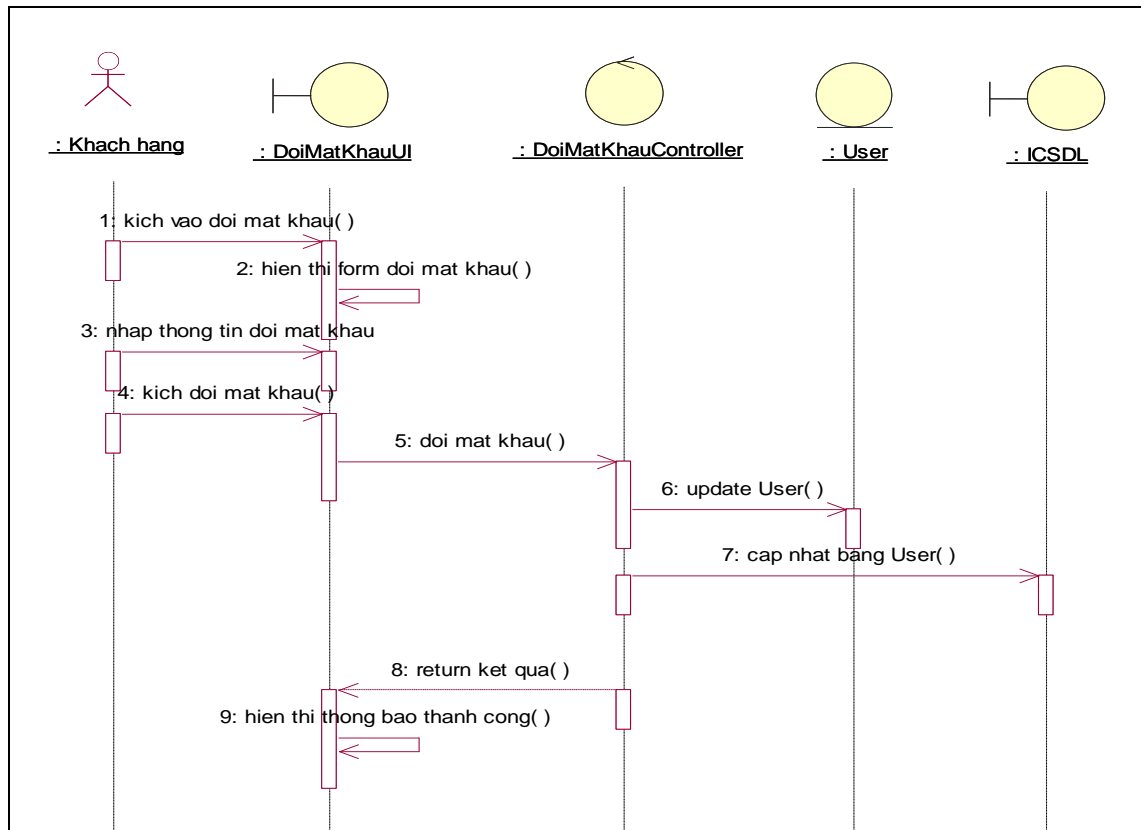 : Khach hang
: DoiMatKhauUI
: DoiMatKhauController
: User
: ICSDL
1: kich vao doi mat khau( )
2: hien thi form doi mat khau( )
3: nhap thong tin doi mat khau
4: kich doi mat khau( )
5: doi mat khau( )
6: update User( )
7: cap nhat bang User( )
8: return ket qua( )
9: hien thi thong bao thanh cong( )